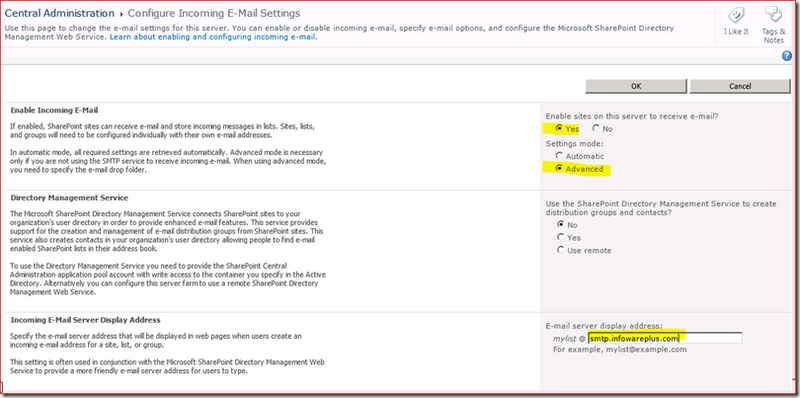 Central Administration ▸ Configure Incoming E-Mail Settings
Use this page to change the e-mail settings for this server. You can enable or disable incoming e-mail, specify e-mail options, and configure the Microsoft SharePoint Directory
Management Web Service. Learn about enabling and configuring incoming e-mail.
I Like It
Tags &
Notes
OK
Cancel
Enable Incoming E-Mail
If enabled, SharePoint sites can receive e-mail and store incoming messages in lists. Sites, lists,
and groups will need to be configured individually with their own e-mail addresses.
In automatic mode, all required settings are retrieved automatically. Advanced mode is necessary
only if you are not using the SMTP service to receive incoming e-mail. When using advanced mode,
you need to specify the e-mail drop folder.
Enable sites on this server to receive e-mail?
Yes No
Settings mode:
Automatic
Advanced
Directory Management Service
The Microsoft SharePoint Directory Management Service connects SharePoint sites to your
organization's user directory in order to provide enhanced e-mail features. This service provides
support for the creation and management of e-mail distribution groups from SharePoint sites. This
service also creates contacts in your organization's user directory allowing people to find e-mail
enabled SharePoint lists in their address book.
To use the Directory Management Service you need to provide the SharePoint Central
Administration application pool account with write access to the container you specify in the Active
Directory. Alternatively you can configure this server farm to use a remote SharePoint Directory
Management Web Service.
Use the SharePoint Directory Management Service to create
distribution groups and contacts?
No
Yes
Use remote
Incoming E-Mail Server Display Address
Specify the e-mail server address that will be displayed in web pages when users create an
incoming e-mail address for a site, list, or group.
This setting is often used in conjunction with the Microsoft SharePoint Directory Management Web
Service to provide a more friendly e-mail server address for users to type.
E-mail server display address:
mylist @ smtp.infowareplus.com
For example, mylist@example.com